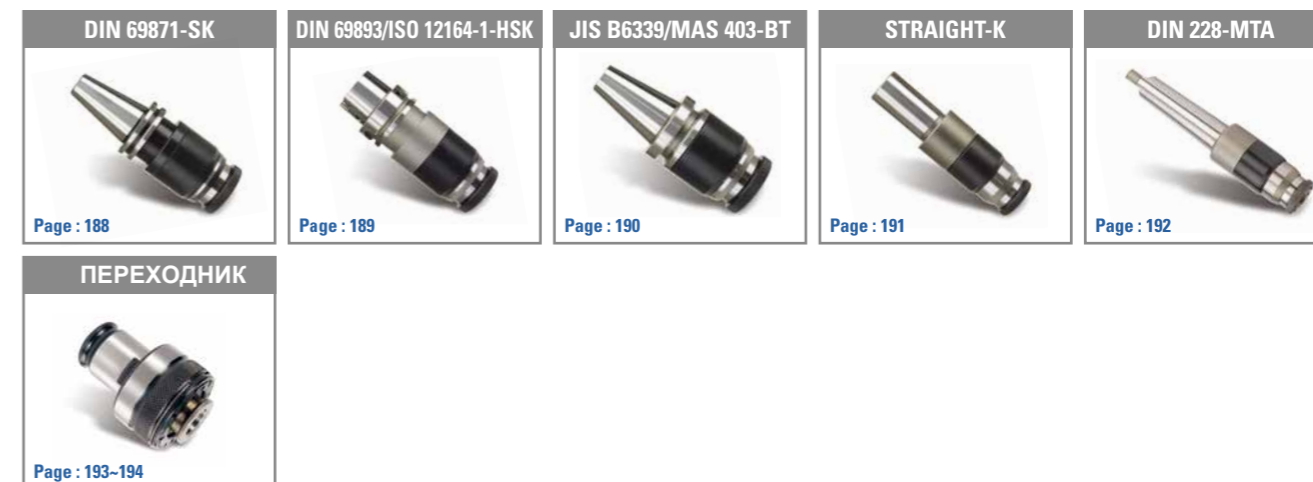 DIN 69871-SK
Page : 188
DIN 69893/ISO 12164-1-HSK
Page : 189
JIS B6339/MAS 403-BT
Page : 190
STRAIGHT-K
Page : 191
DIN 228-MTA
Page : 192
ПЕРЕХОДНИК
Page : 193~194